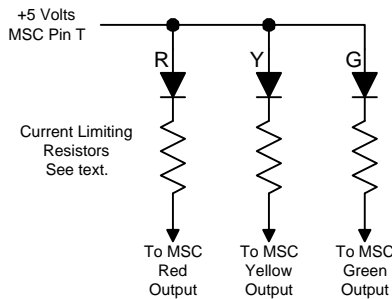 +5 Volts
MSC Pin T
R
Y
G
Current Limiting
Resistors
See text.
To MSC
Red
Output
To MSC
Yellow
Output
To MSC
Green
Output